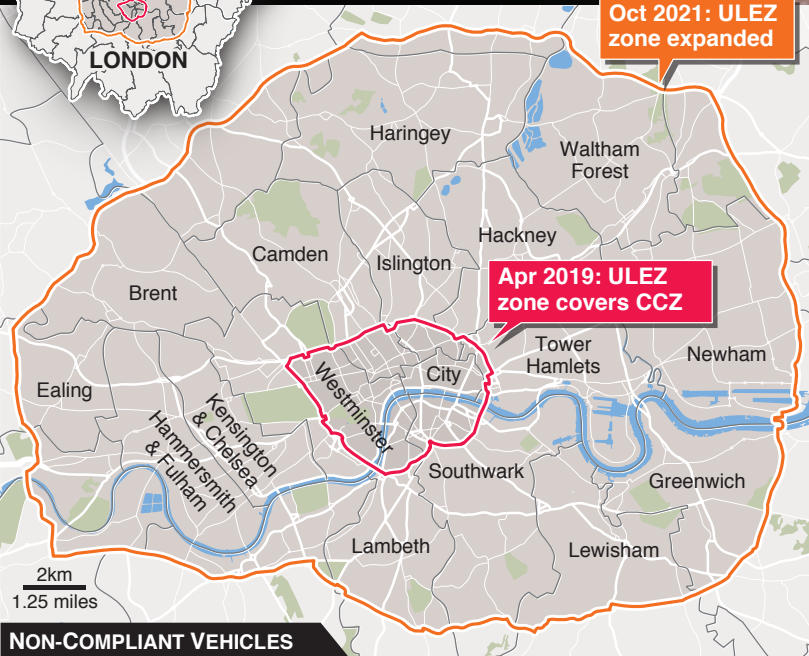 LONDON
Oct 2021: ULEZ
zone expanded
Haringey
Waltham
Forest
Hackney
Camden
Islington
Brent
Apr 2019: ULEZ
zone covers CCZ
Tower
Hamlets
Newham
City
Ealing
Westminster
Kensington
& Chelsea
Hammersmith
& Fulham
Southwark
Greenwich
Lambeth
Lewisham
2km
1.25 miles
NON-COMPLIANT VEHICLES